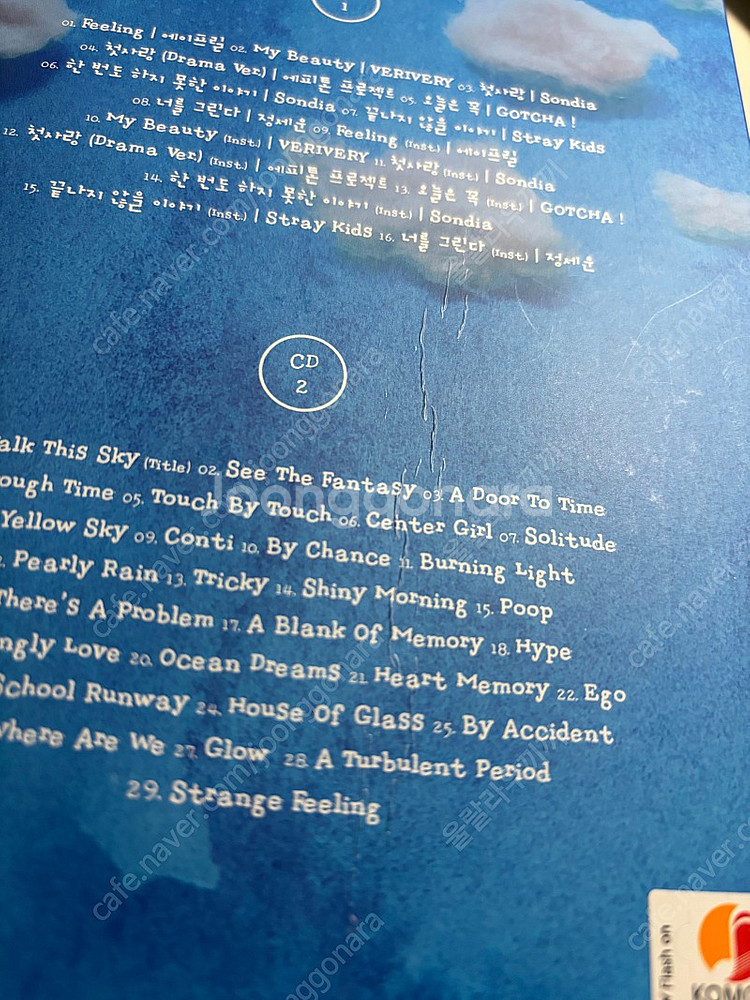 1
01. Feeling | 에이프릴 02. My Beauty | VERIVERY 03. 첫사랑 | Sondia
04. 첫사랑 (Drama Ver.) | 에피톤 프로젝트 05. 오늘은 꼭 | GOTCHA !
06. 한 번도 하지 못한 이야기 | Sondia 07. 끝나지 않을 이야기 | Stray Kids
08. 너를 그린다 | 정세운 09. Feeling (Inst.) | 에이프릴
10. My Beauty (Inst.) | VERIVERY 11. 첫사랑 (Inst.) | Sondia
12. 첫사랑 (Drama Ver.) (Inst.) | 에피톤 프로젝트 13. 오늘은 꼭 (Inst.) | GOTCHA !
14. 한 번도 하지 못한 이야기 (Inst.) | Sondia
15. 끝나지 않을 이야기 (Inst.) | Stray Kids 16. 너를 그린다 (Inst.) | 정세운
CD
2
alk This Sky (Title) 02. See The Fantasy 03. A Door To Time
ough Time 05. Touch By Touch 06. Center Girl 07. Solitude
Yellow Sky 09. Conti 10. By Chance 11. Burning Light
. Pearly Rain 13. Tricky 14. Shiny Morning 15. Poop
There's A Problem 17. A Blank Of Memory 18. Hype
ngly Love 20. Ocean Dreams 21. Heart Memory 22. Ego
School Runway 24. House Of Glass 25. By Accident
Where Are We 27. Glow 28. A Turbulent Period
29. Strange Feeling
Joonggonara
cafe.naver.com/joonggonara
Flash on
KOMC